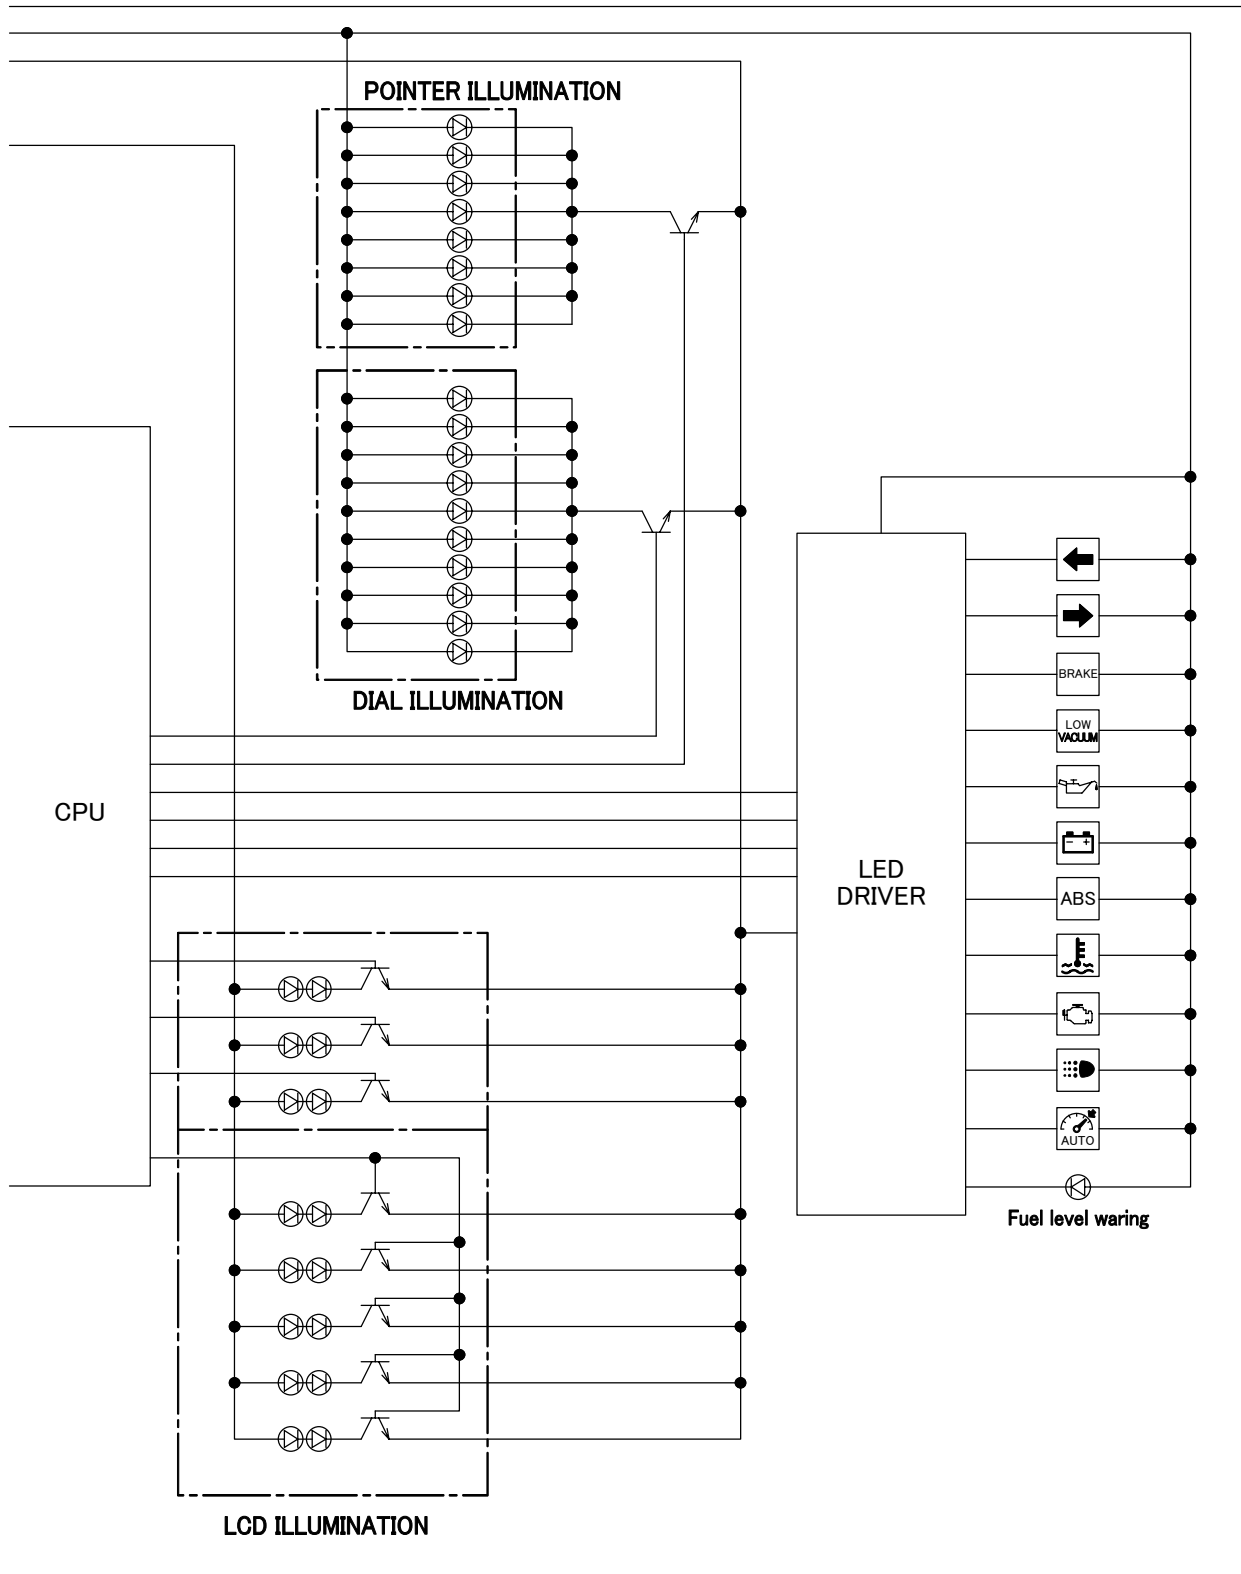 POINTER ILLUMINATION
DIAL ILLUMINATION
CPU
LED
DRIVER
BRAKE
LOW
VACUUM
- +
ABS
AUTO
Fuel level waring
LCD ILLUMINATION